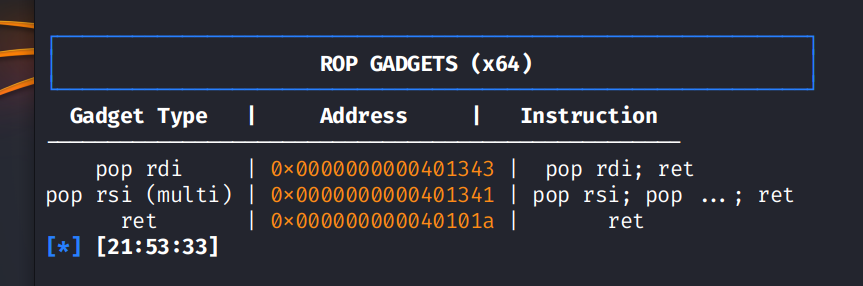 ROP GADGETS (x64)
Gadget Type | Address | Instruction
pop rdi | 0x0000000000401343 | pop rdi; ret
pop rsi (multi) | 0x0000000000401341 | pop rsi; pop ...; ret
ret | 0x000000000040101a | ret
[*] [21:53:33]